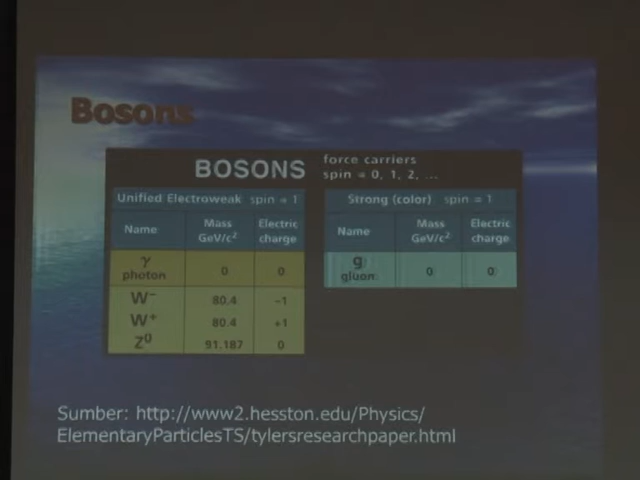 Bosons
BOSONS
force carriers
spin = 0, 1, 2, ...
Unified Electroweak spin = 1
Name
Mass GeV/c²
Electric charge
γ photon
0
0
W⁻
80.4
-1
W⁺
80.4
+1
Z⁰
91.187
0
Strong (color) spin = 1
Name
Mass GeV/c²
Electric charge
g gluon
0
0
Sumber: http://www2.hesston.edu/Physics/
ElementaryParticlesTS/tylersresearchpaper.html